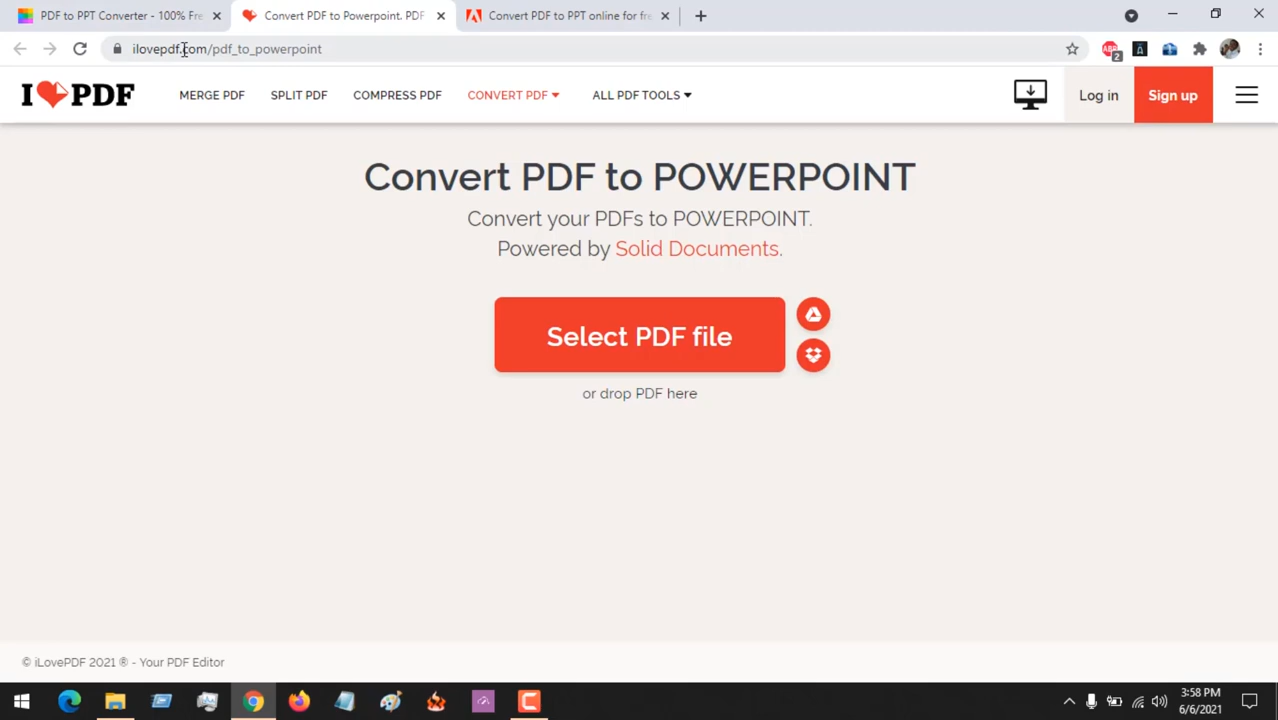 PDF to PPT Converter - 100% Fre
Convert PDF to Powerpoint. PDF
Convert PDF to PPT online for fre
ilovepdf.com/pdf_to_powerpoint
ABP
2
I PDF
MERGE PDF
SPLIT PDF
COMPRESS PDF
CONVERT PDF
ALL PDF TOOLS
Log in
Sign up
Convert PDF to POWERPOINT
Convert your PDFs to POWERPOINT.
Powered by Solid Documents.
Select PDF file
or drop PDF here
© iLovePDF 2021 ® - Your PDF Editor
3:58 PM
6/6/2021